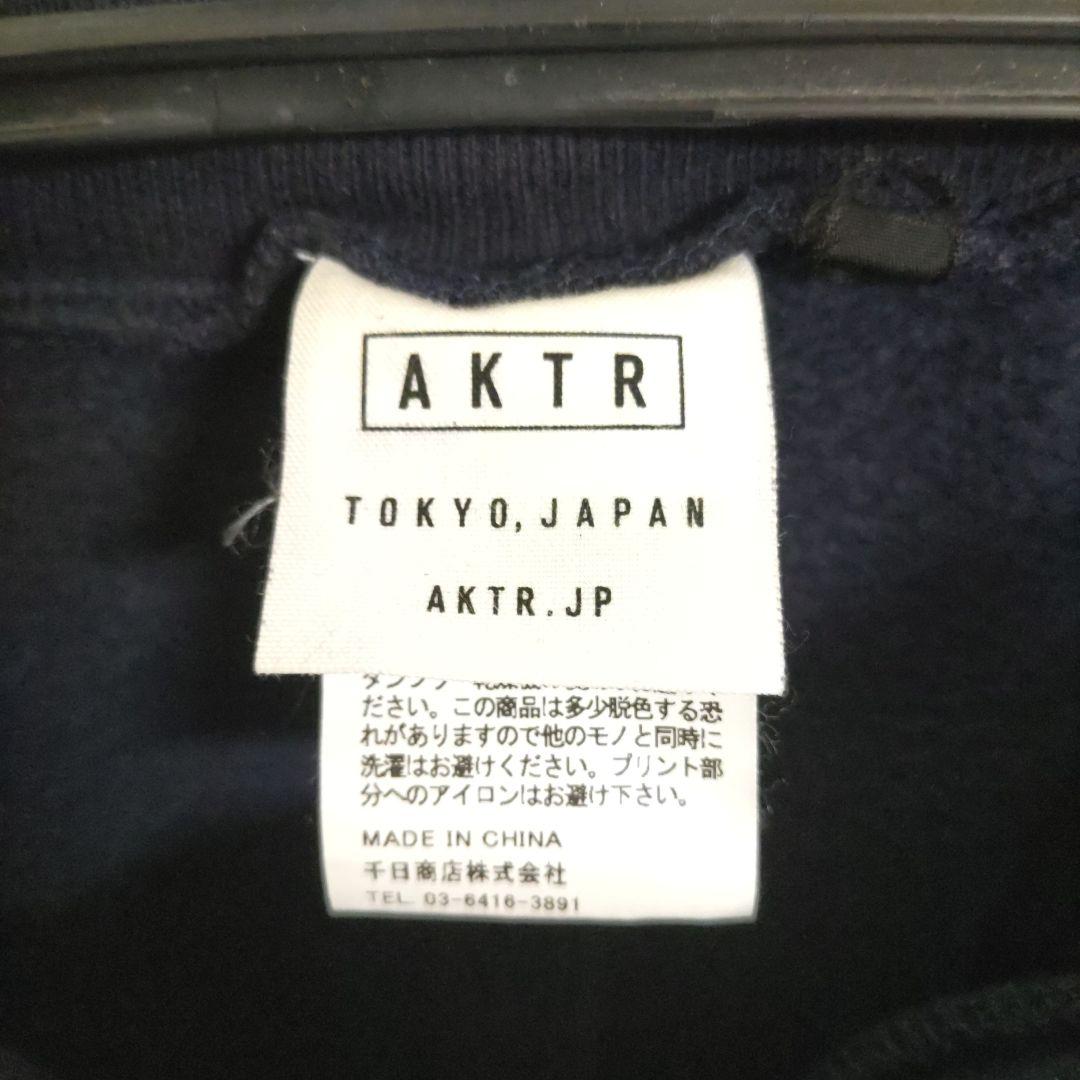 AKTR
TOKYO, JAPAN
AKTR.JP
ださい。この商品は多少脱色する恐
れがありますので他のモノと同時に
洗濯はお避けください。プリント部
分へのアイロンはお避け下さい。
MADE IN CHINA
千日商店株式会社
TEL. 03-6416-3891